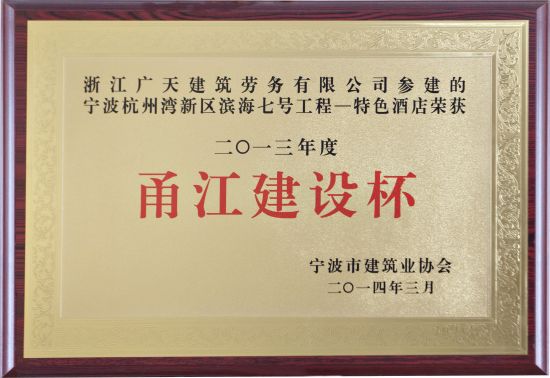 浙江广天建筑劳务有限公司参建的
宁波杭州湾新区滨海七号工程—特色酒店荣获
二〇一三年度
甬江建设杯
宁波市建筑业协会
二〇一四年三月